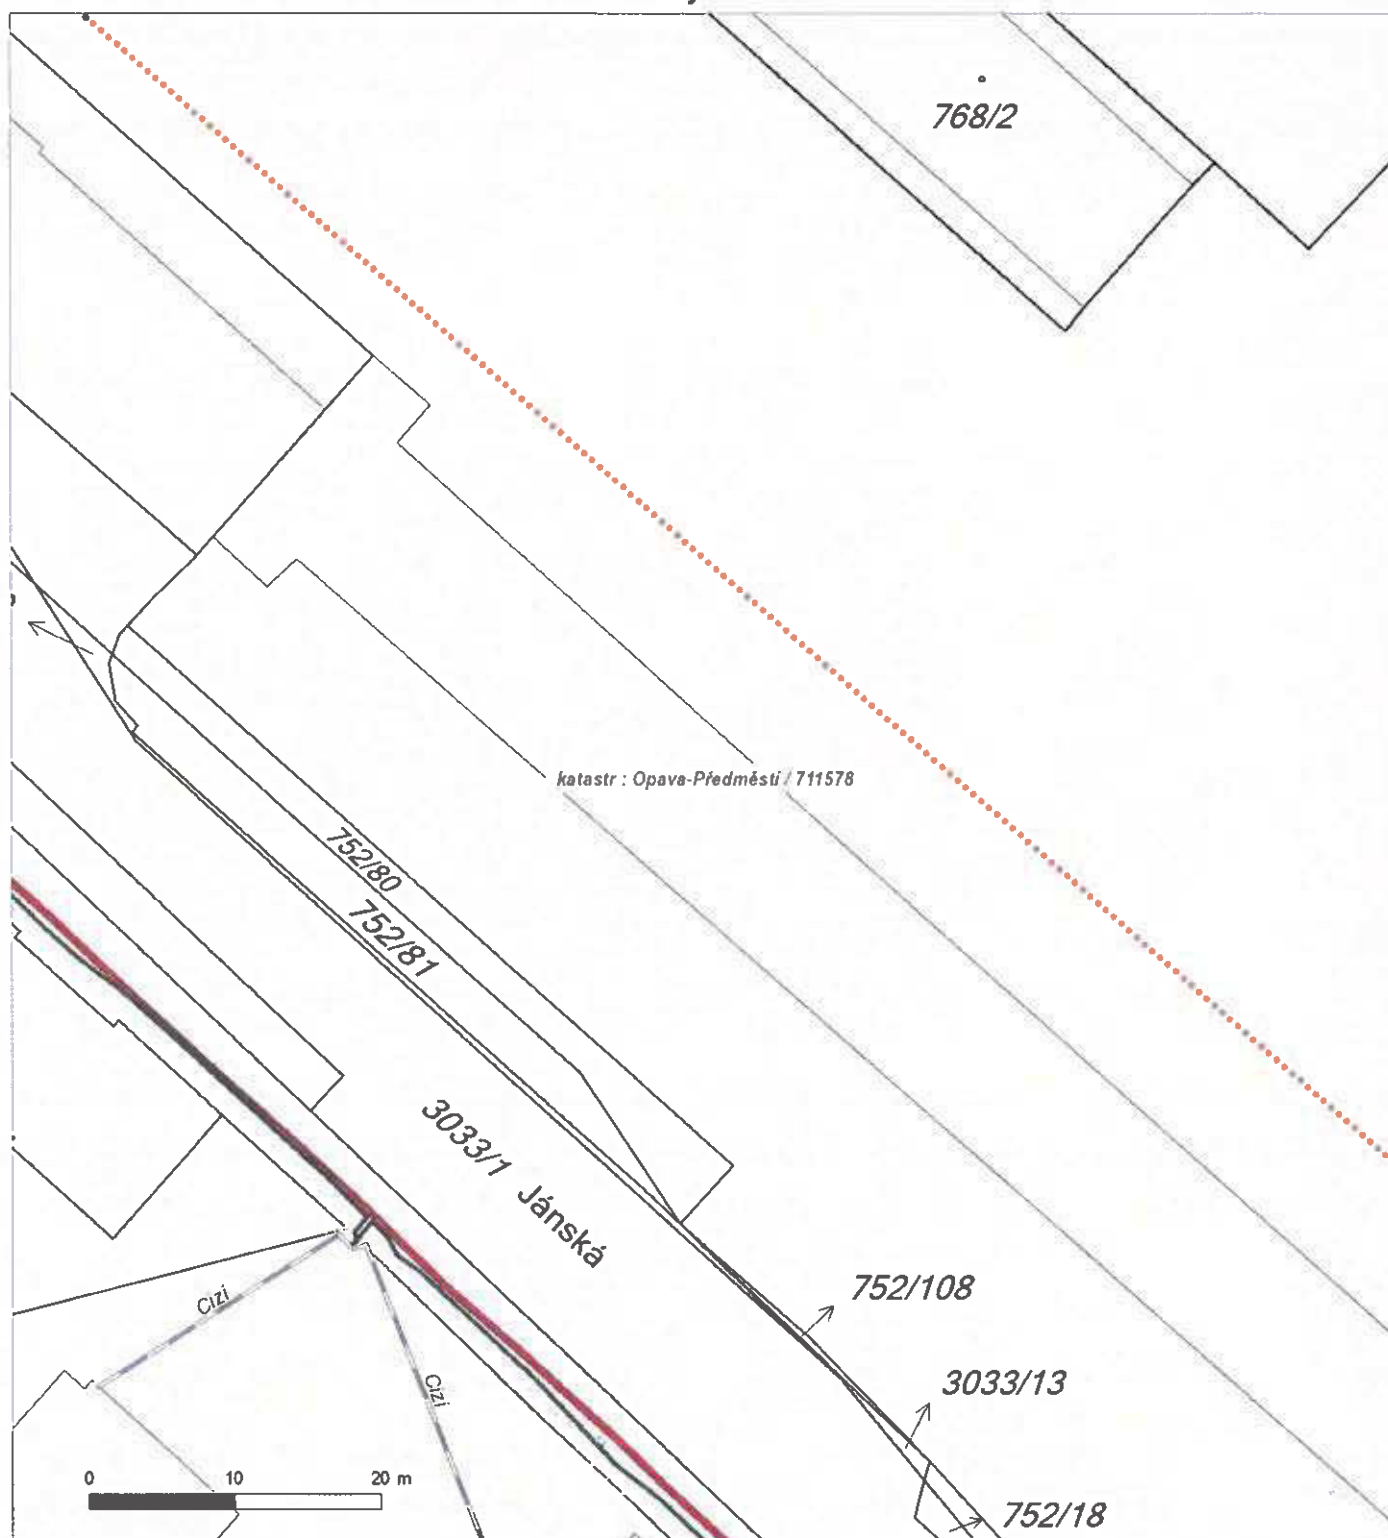 768/2
katastr : Opava-Předměstí / 711578
752/80
752/81
3033/1 Jánská
752/108
Cizí
Cizí
3033/13
0 10 20 m
752/18